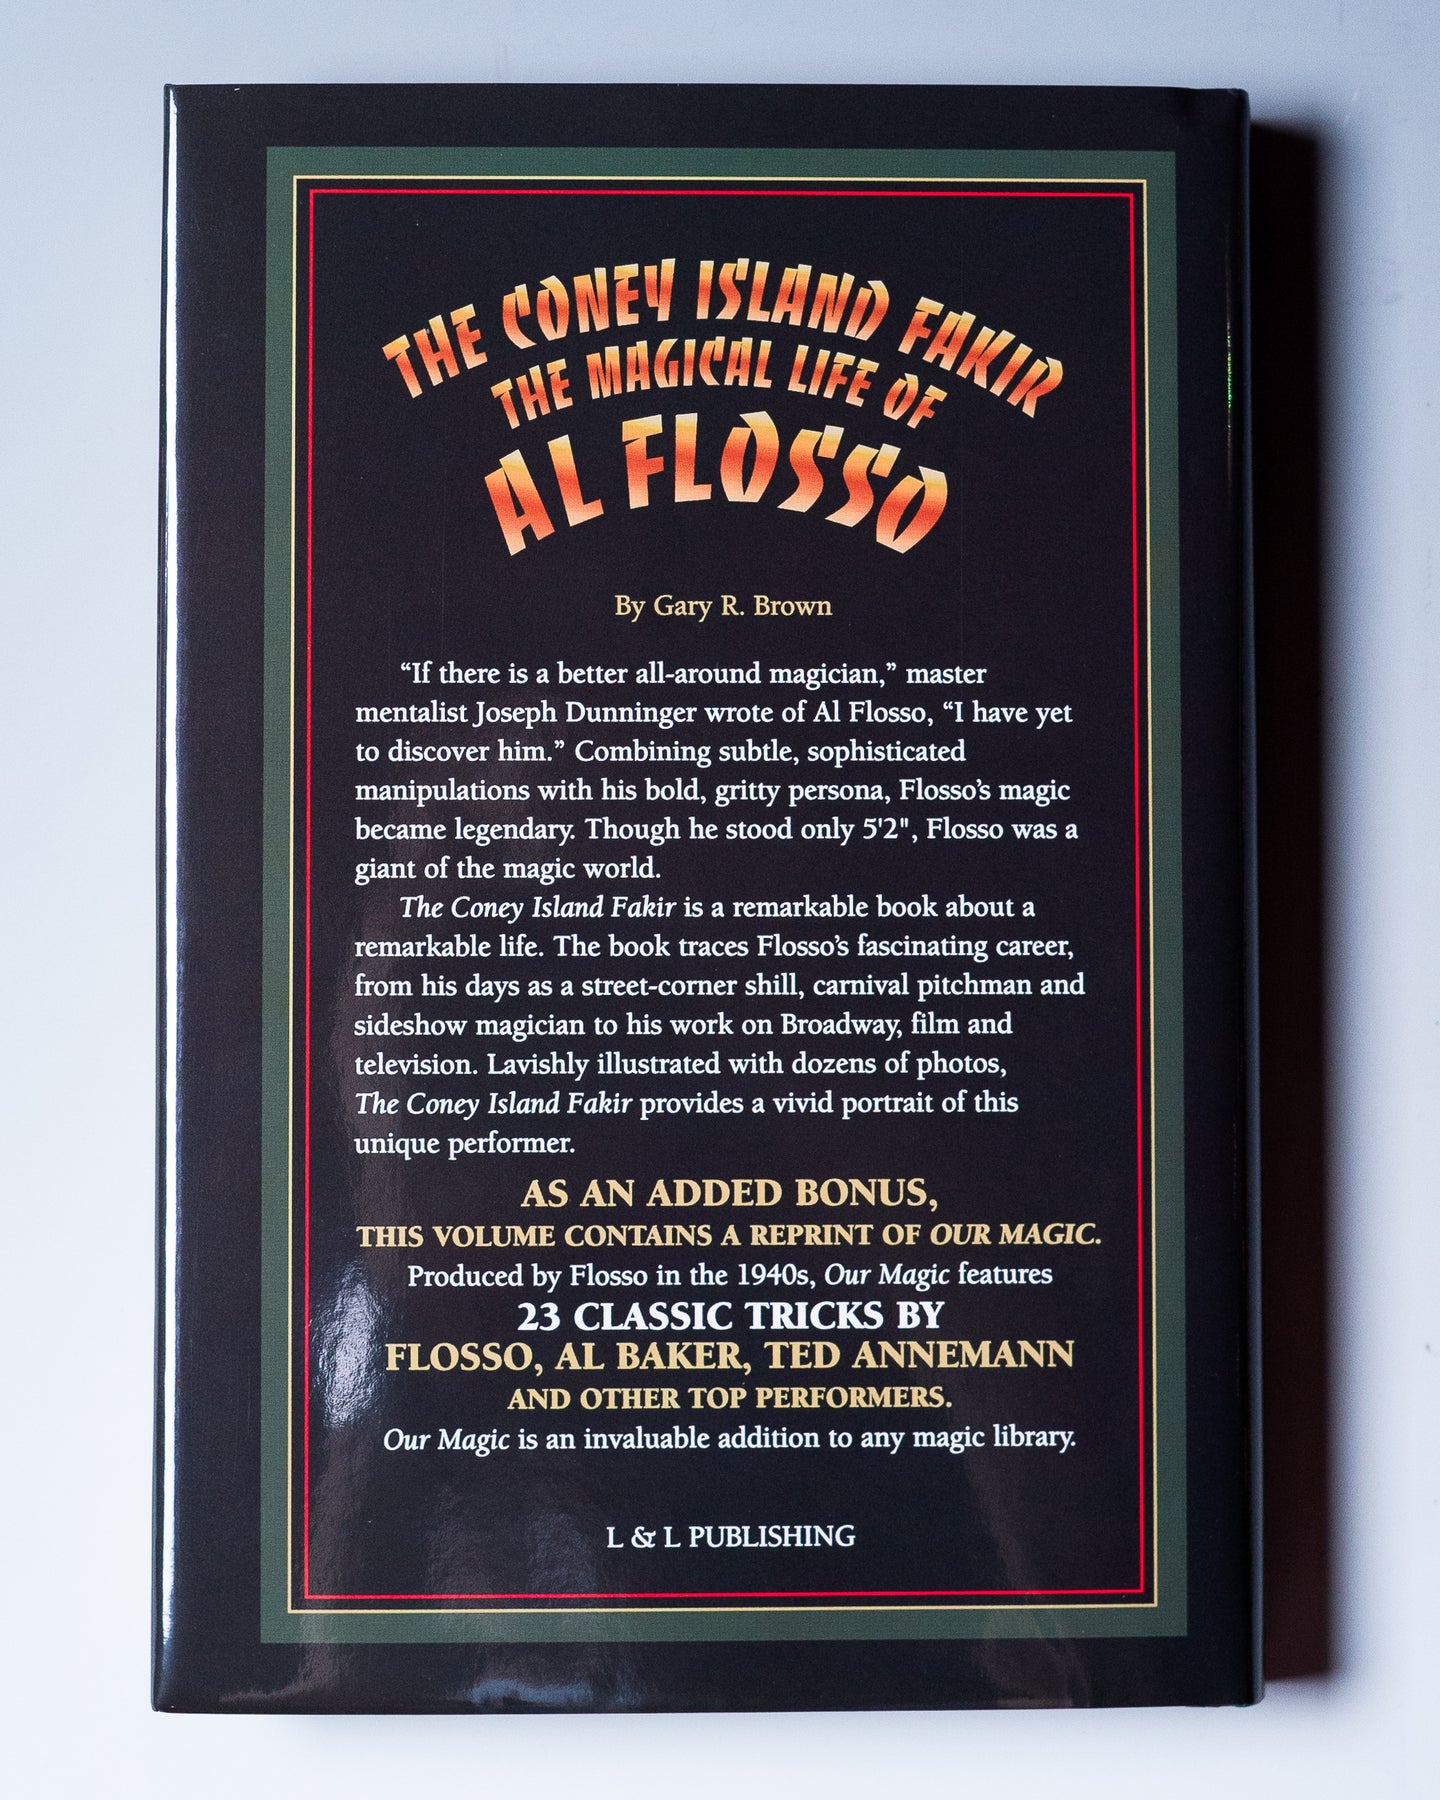 THE CONEY ISLAND FAKIR
THE MAGICAL LIFE OF
AL FLOSSO
By Gary R. Brown
“If there is a better all-around magician,” master
mentalist Joseph Dunninger wrote of Al Flosso, “I have yet
to discover him.” Combining subtle, sophisticated
manipulations with his bold, gritty persona, Flosso’s magic
became legendary. Though he stood only 5'2", Flosso was a
giant of the magic world.
The Coney Island Fakir is a remarkable book about a
remarkable life. The book traces Flosso’s fascinating career,
from his days as a street-corner shill, carnival pitchman and
sideshow magician to his work on Broadway, film and
television. Lavishly illustrated with dozens of photos,
The Coney Island Fakir provides a vivid portrait of this
unique performer.
AS AN ADDED BONUS,
THIS VOLUME CONTAINS A REPRINT OF OUR MAGIC.
Produced by Flosso in the 1940s, Our Magic features
23 CLASSIC TRICKS BY
FLOSSO, AL BAKER, TED ANNEMANN
AND OTHER TOP PERFORMERS.
Our Magic is an invaluable addition to any magic library.
L & L PUBLISHING